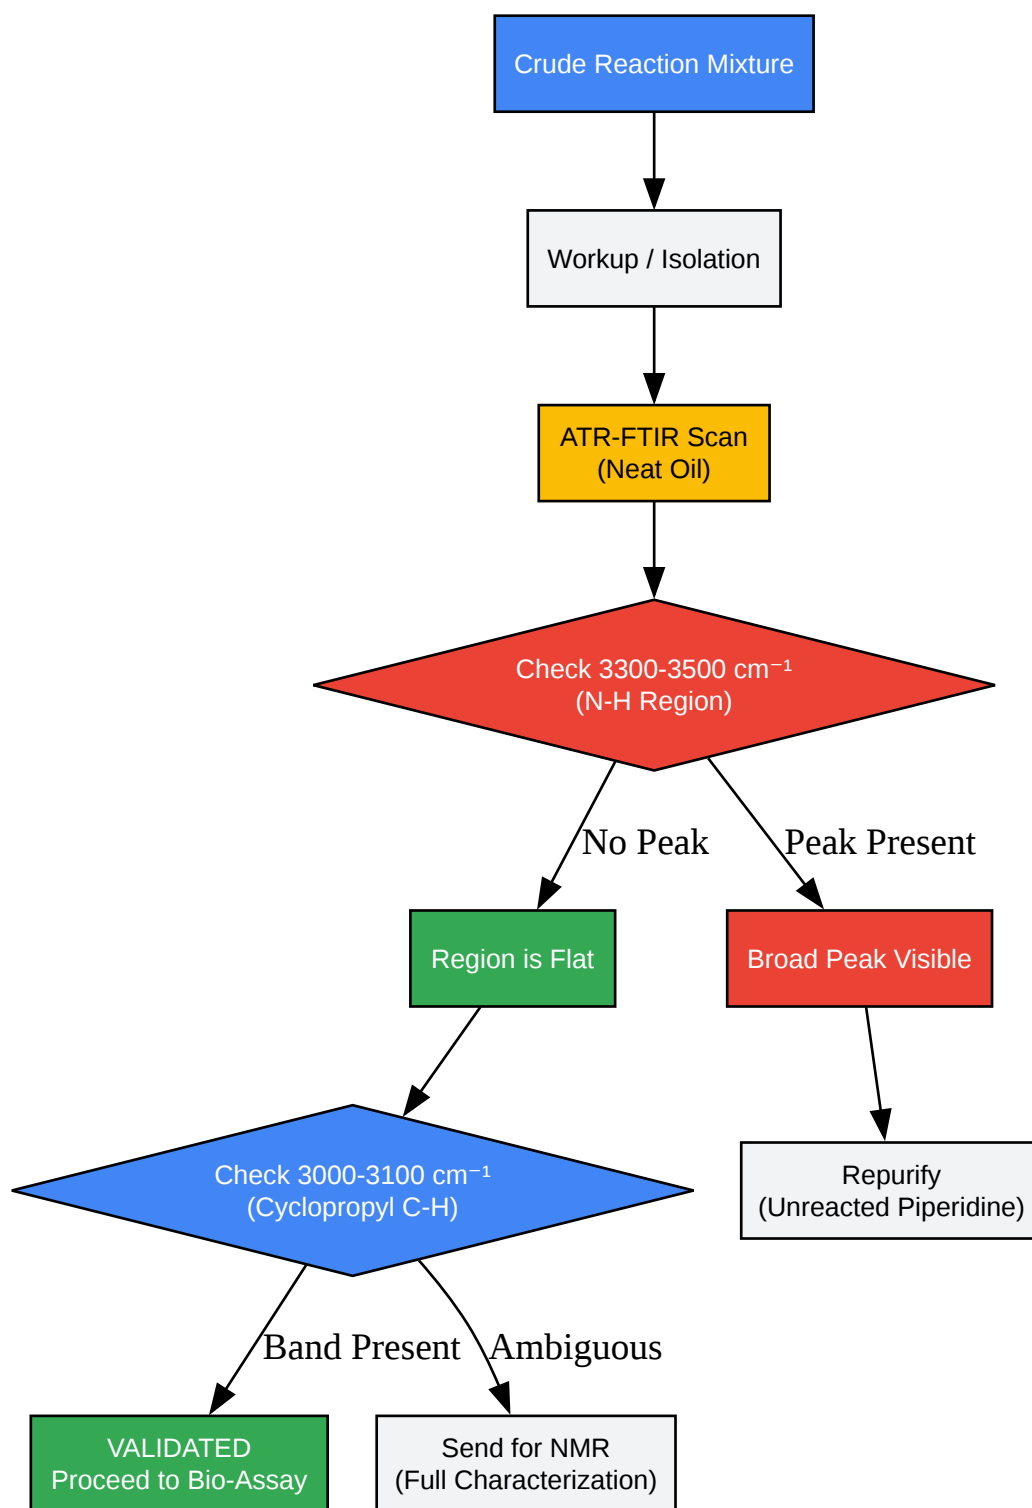 Crude Reaction Mixture
Workup / Isolation
ATR-FTIR Scan
(Neat Oil)
Check 3300-3500 cm⁻¹
(N-H Region)
No Peak
Peak Present
Region is Flat
Broad Peak Visible
Check 3000-3100 cm⁻¹
(Cyclopropyl C-H)
Repurify
(Unreacted Piperidine)
Band Present
Ambiguous
VALIDATED
Proceed to Bio-Assay
Send for NMR
(Full Characterization)